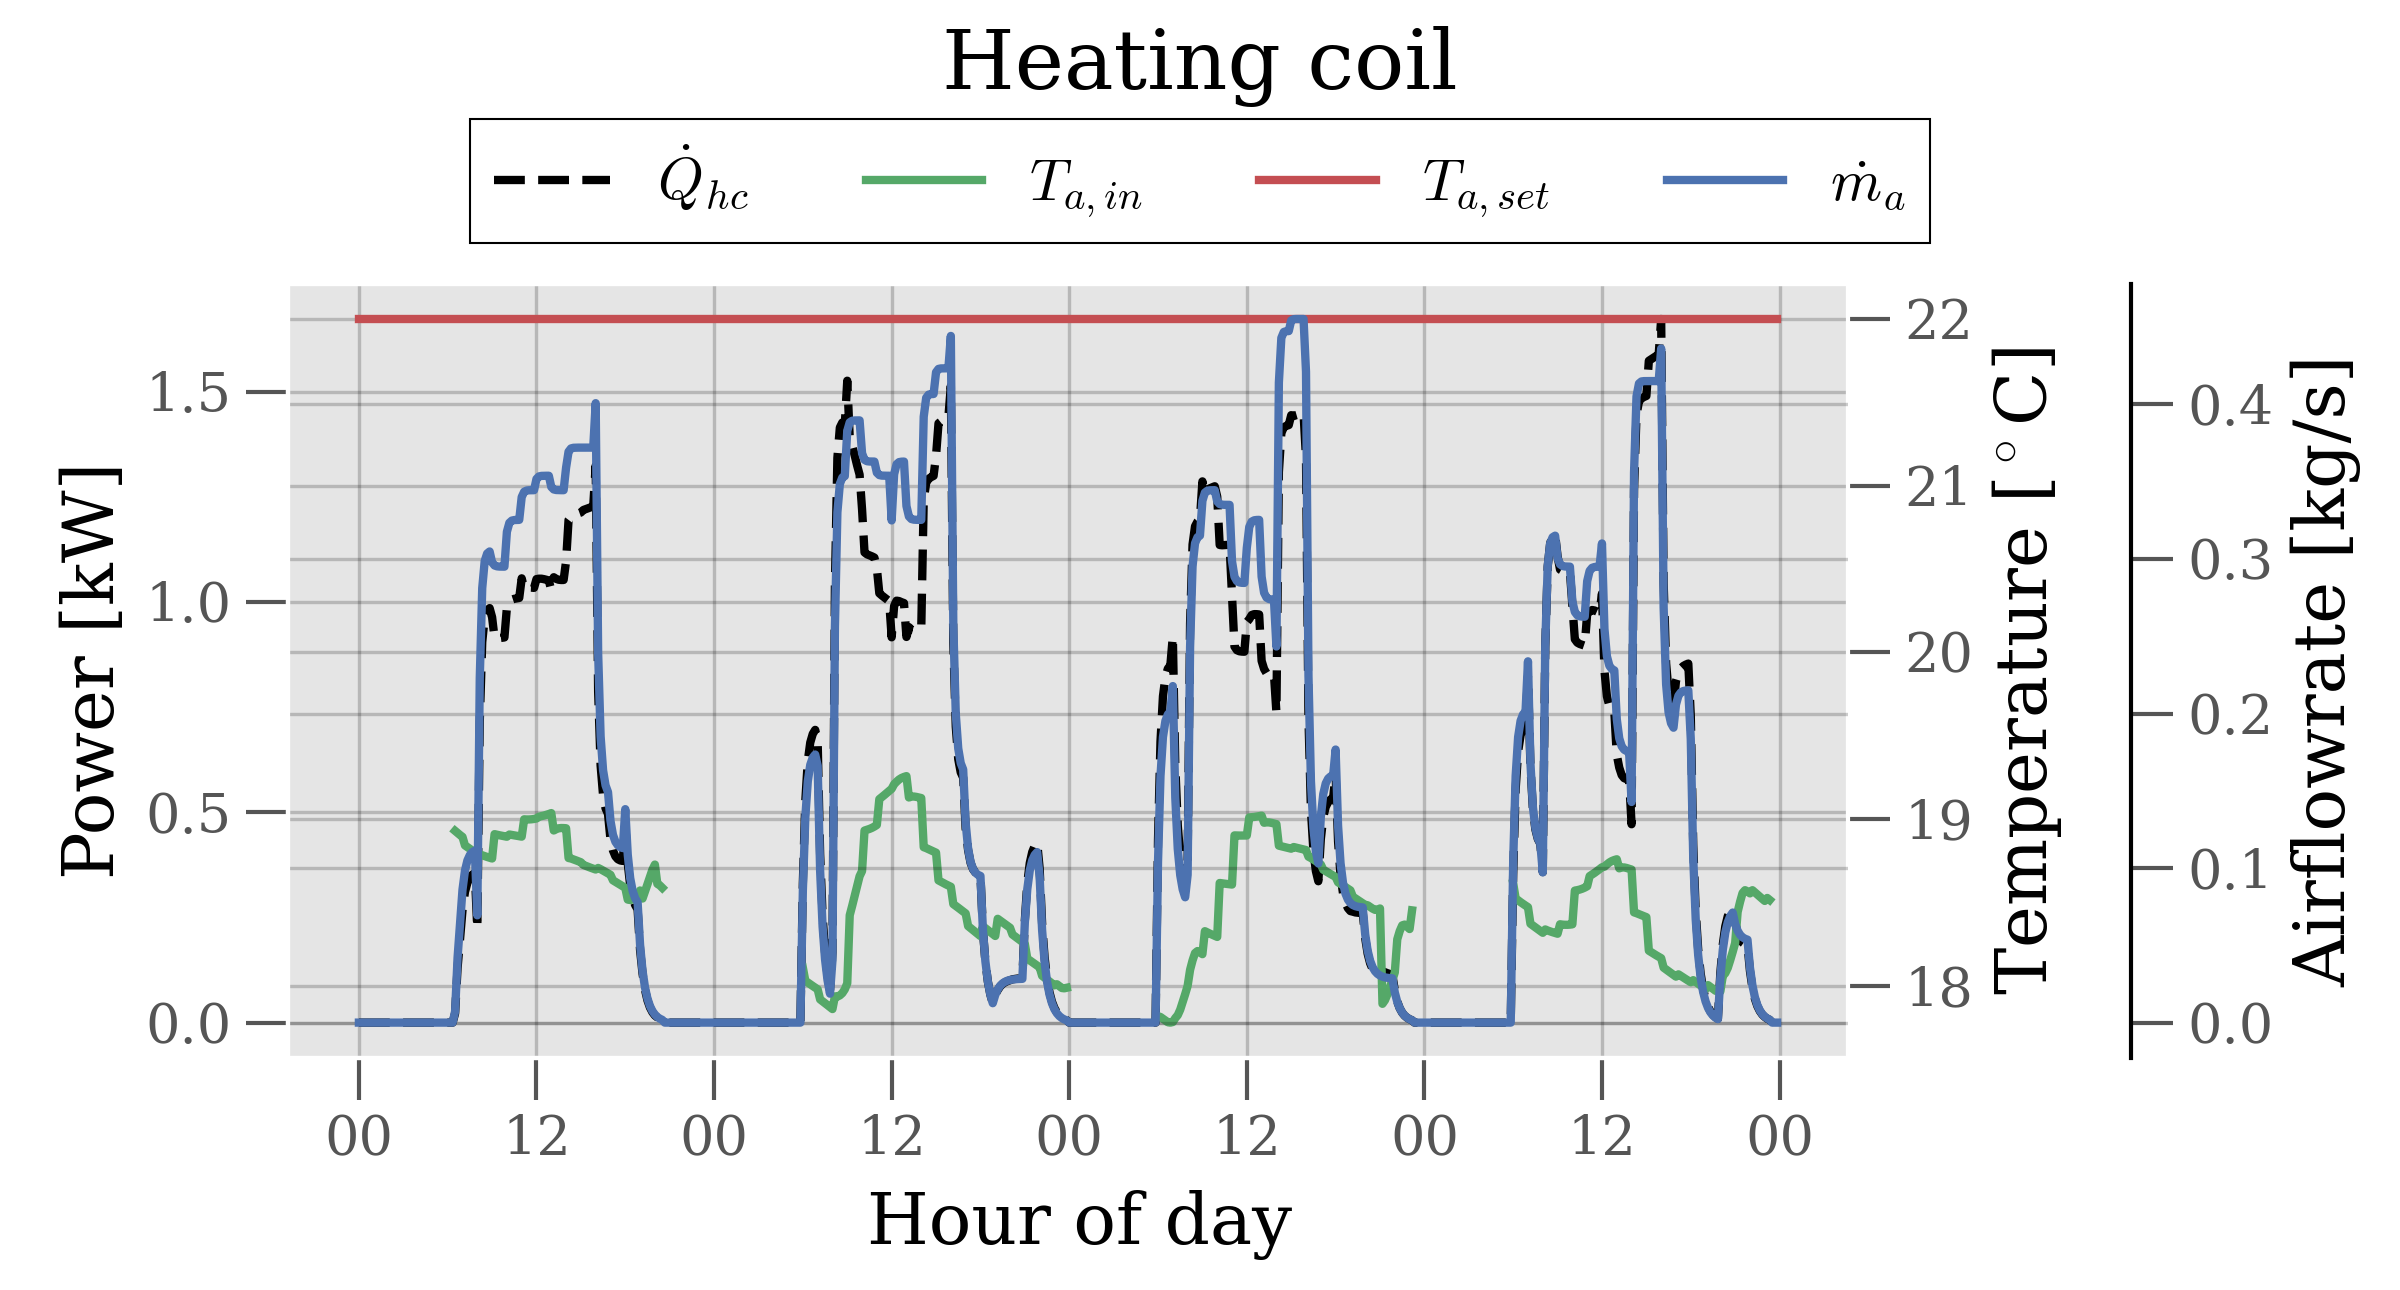 Heating coil
Q̇hc Ta, in Ta, set ṁa
Power [kW]
1.5
1.0
0.5
0.0
22
21
20
19
18
Temperature [°C]
0.4
0.3
0.2
0.1
0.0
Airflowrate [kg/s]
00 12 00 12 00 12 00 12 00
Hour of day